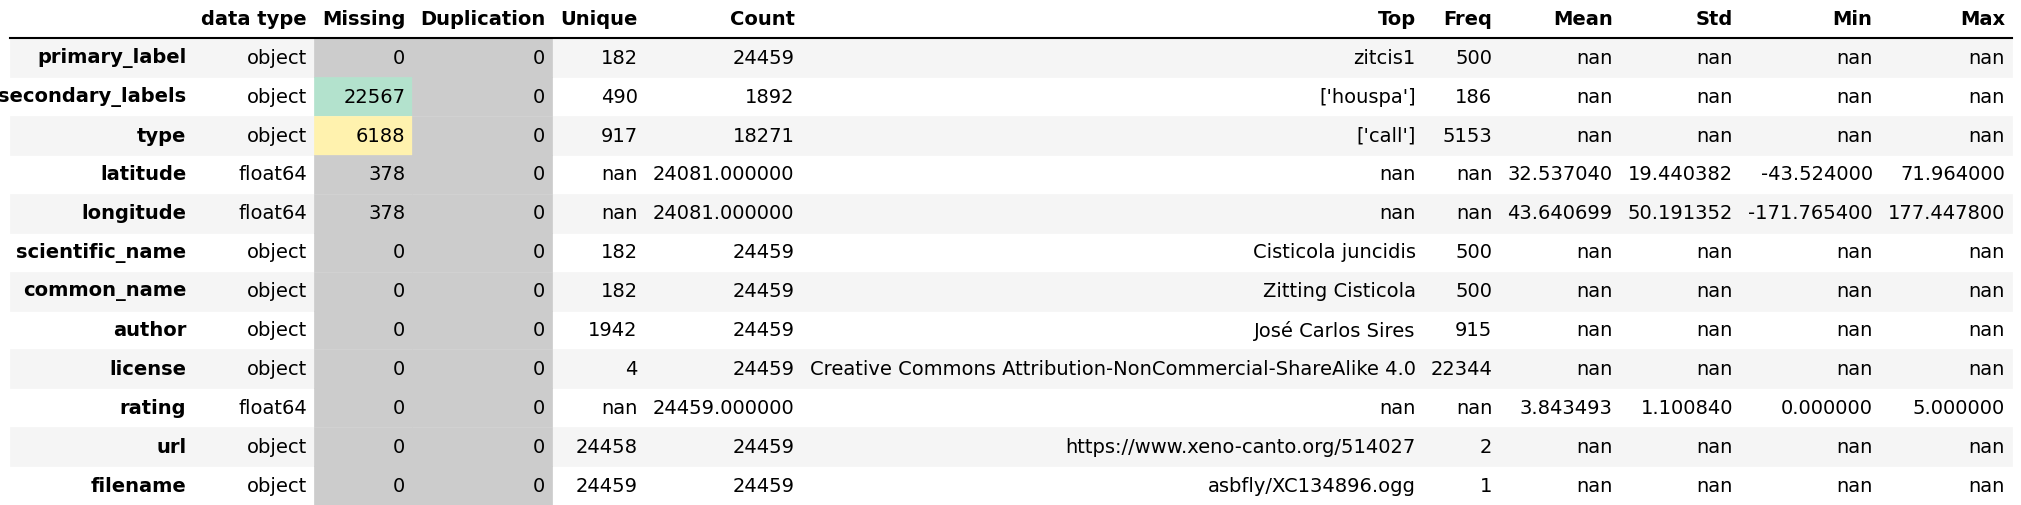 data type Missing Duplication Unique Count Top Freq Mean Std Min Max
primary_label object 0 0 182 24459 zitcis1 500 nan nan nan nan
secondary_labels object 22567 0 490 1892 ['houspa'] 186 nan nan nan nan
type object 6188 0 917 18271 ['call'] 5153 nan nan nan nan
latitude float64 378 0 nan 24081.000000 nan nan 32.537040 19.440382 -43.524000 71.964000
longitude float64 378 0 nan 24081.000000 nan nan 43.640699 50.191352 -171.765400 177.447800
scientific_name object 0 0 182 24459 Cisticola juncidis 500 nan nan nan nan
common_name object 0 0 182 24459 Zitting Cisticola 500 nan nan nan nan
author object 0 0 1942 24459 José Carlos Sires 915 nan nan nan nan
license object 0 0 4 24459 Creative Commons Attribution-NonCommercial-ShareAlike 4.0 22344 nan nan nan nan
rating float64 0 0 nan 24459.000000 nan nan 3.843493 1.100840 0.000000 5.000000
url object 0 0 24458 24459 https://www.xeno-canto.org/514027 2 nan nan nan nan
filename object 0 0 24459 24459 asbfly/XC134896.ogg 1 nan nan nan nan